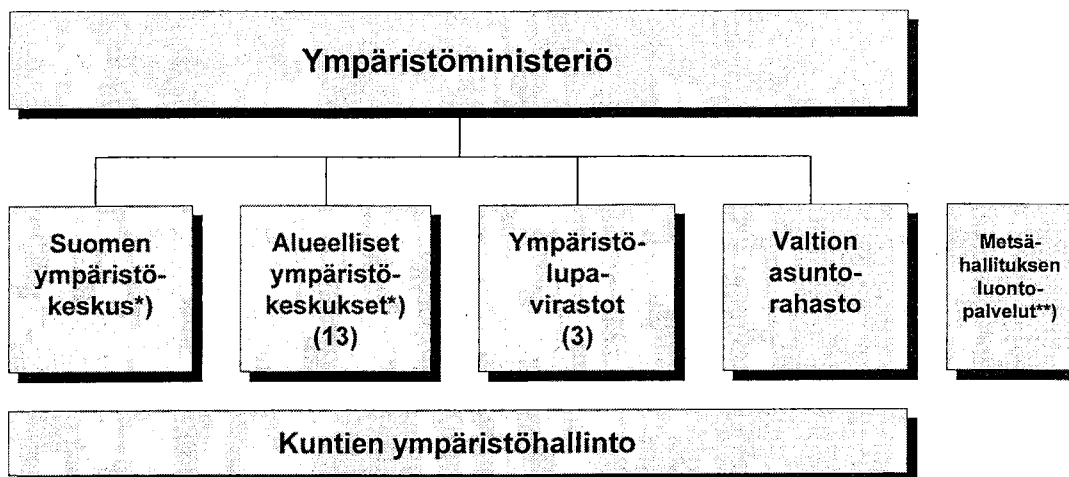 Ympäristöministeriö
Suomen
ympäristö-
keskus*)
Alueelliset
ympäristö-
keskukset*)
(13)
Ympäristö-
lupa-
virastot
(3)
Valtion
asunto-
rahasto
Metsä-
hallituksen
luonto-
palvelut**)
Kuntien ympäristöhallinto